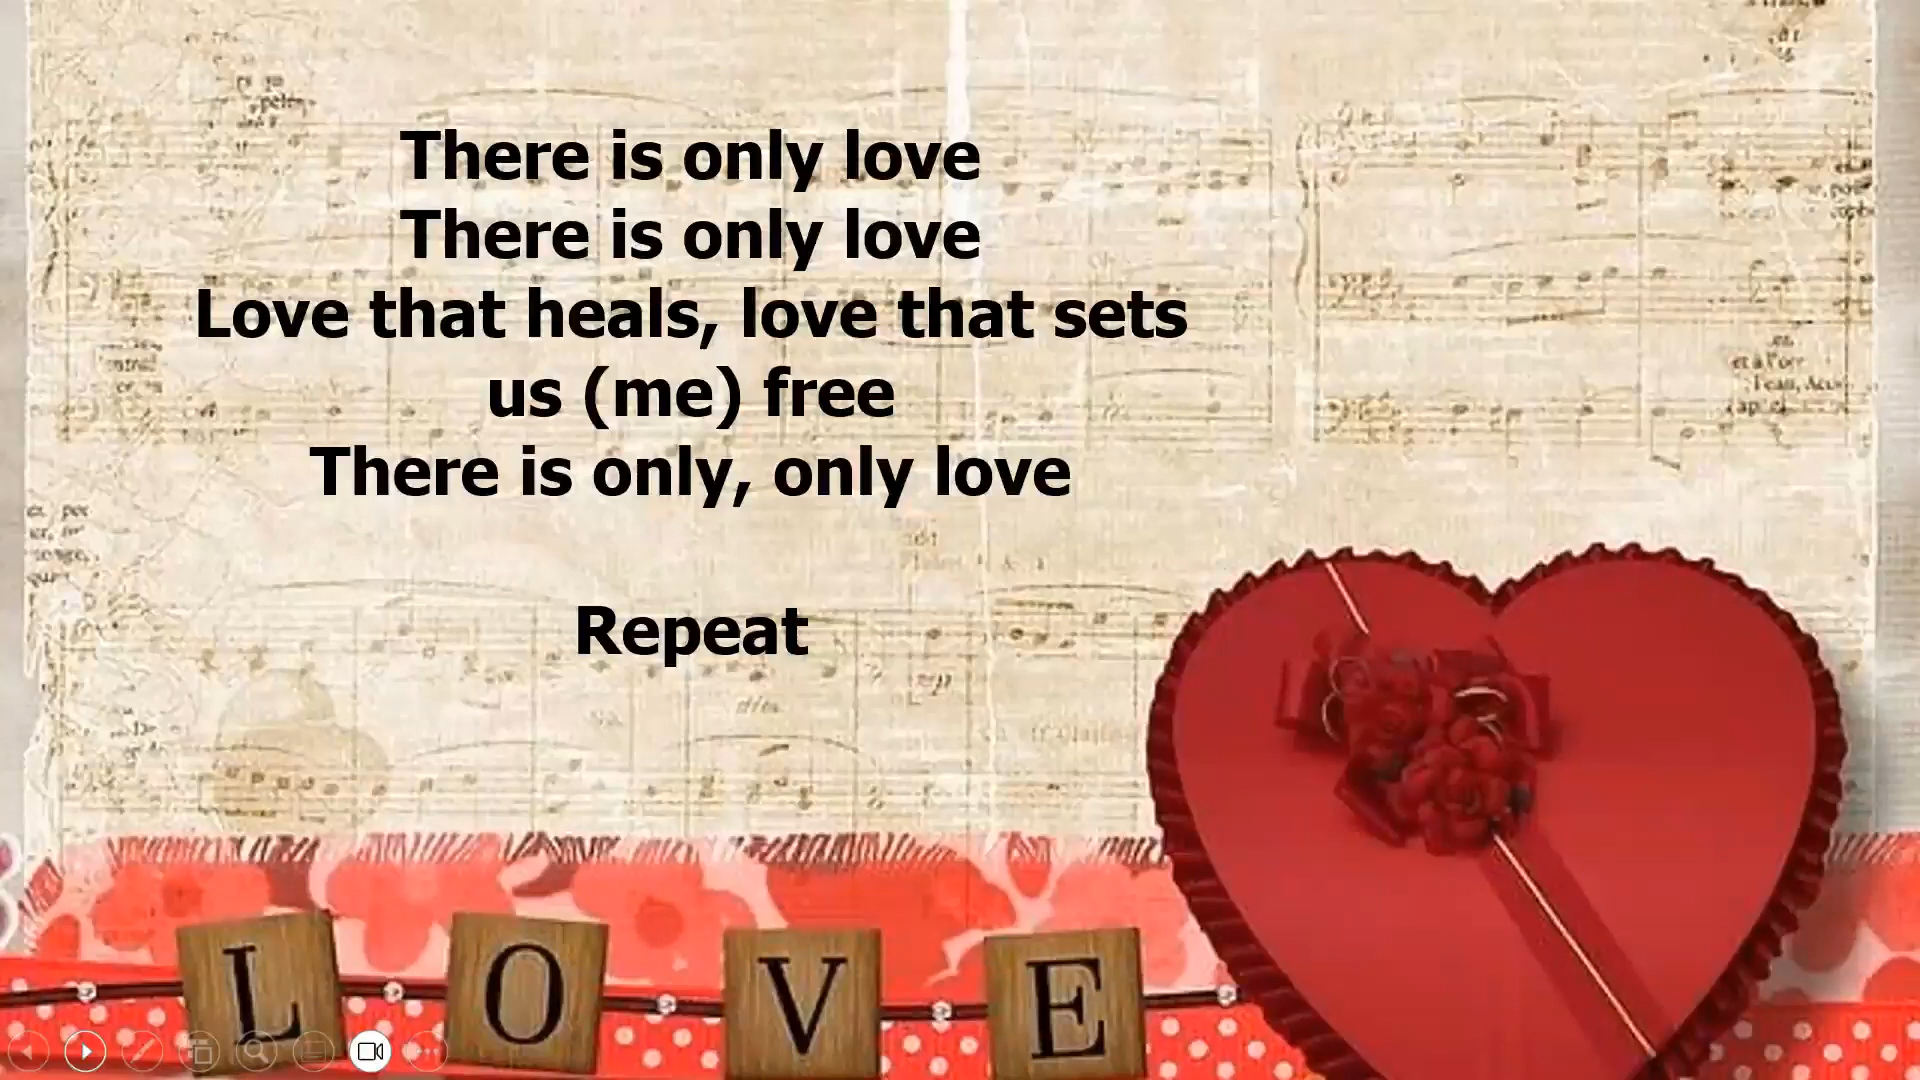 There is only love
There is only love
Love that heals, love that sets
us (me) free
There is only, only love
Repeat
L O V E